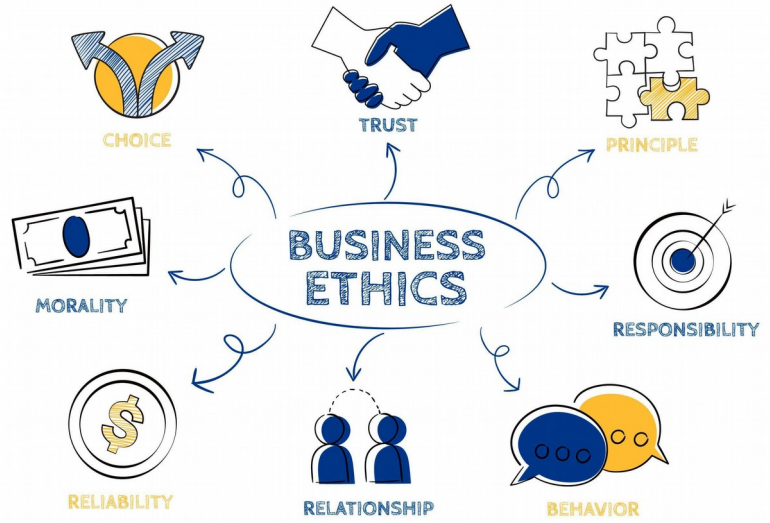 CHOICE
TRUST
PRINCIPLE
BUSINESS
ETHICS
MORALITY
RESPONSIBILITY
RELIABILITY
RELATIONSHIP
BEHAVIOR